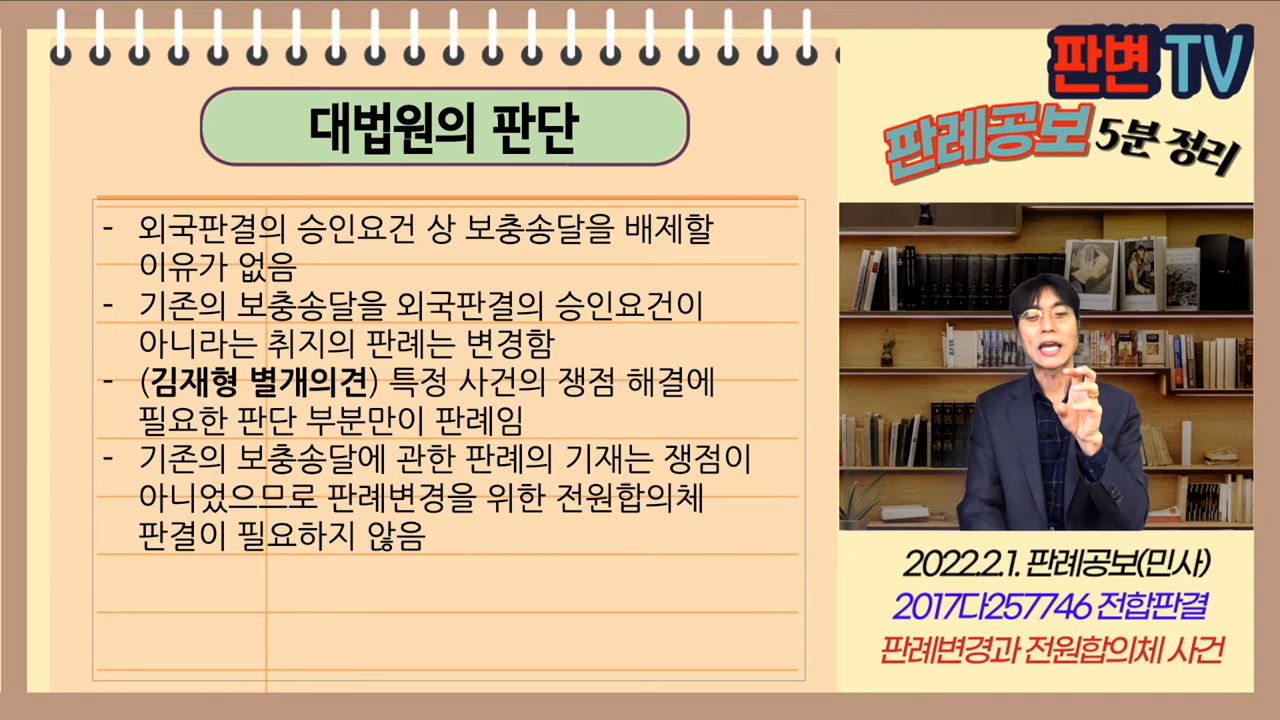 대법원의 판단
- 외국판결의 승인요건 상 보충송달을 배제할
이유가 없음
- 기존의 보충송달을 외국판결의 승인요건이
아니라는 취지의 판례는 변경함
- (김재형 별개의견) 특정 사건의 쟁점 해결에
필요한 판단 부분만이 판례임
- 기존의 보충송달에 관한 판례의 기재는 쟁점이
아니었으므로 판례변경을 위한 전원합의체
판결이 필요하지 않음
판변 TV
판례공보 5분 정리
2022.2.1. 판례공보(민사)
2017다257746 전합판결
판례변경과 전원합의체 사건